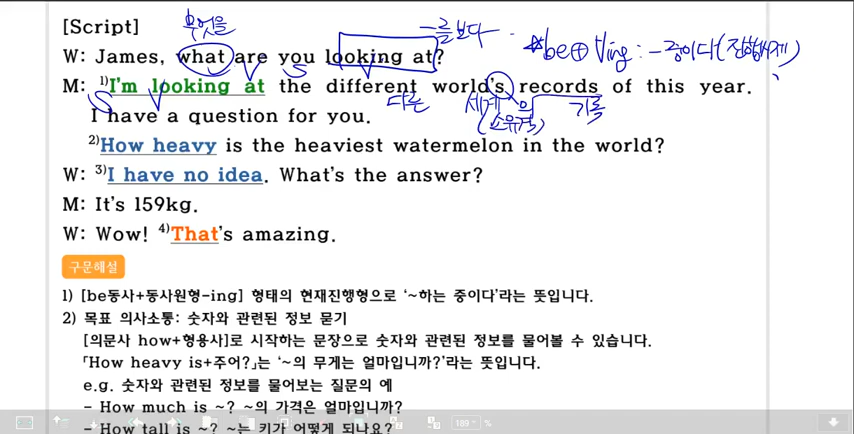 [Script]
무엇을
~을보다
W: James, what are you looking at?
☆be⊕Ving: ~중이다(진행시제)
V S
M: ¹⁾I'm looking at the different world's records of this year.
S V 다른 세계의 기록
(소유격)
I have a question for you.
²⁾How heavy is the heaviest watermelon in the world?
W: ³⁾I have no idea. What's the answer?
M: It's 159kg.
W: Wow! ⁴⁾That's amazing.
구문해설
1) [be동사+동사원형-ing] 형태의 현재진행형으로 '~하는 중이다'라는 뜻입니다.
2) 목표 의사소통: 숫자와 관련된 정보 묻기
[의문사 how+형용사]로 시작하는 문장으로 숫자와 관련된 정보를 물어볼 수 있습니다.
「How heavy is+주어?」는 '~의 무게는 얼마입니까?'라는 뜻입니다.
e.g. 숫자와 관련된 정보를 물어보는 질문의 예
- How much is ~? ~의 가격은 얼마입니까?
- How tall is ~? ~는 키가 어떻게 되나요?
189 %